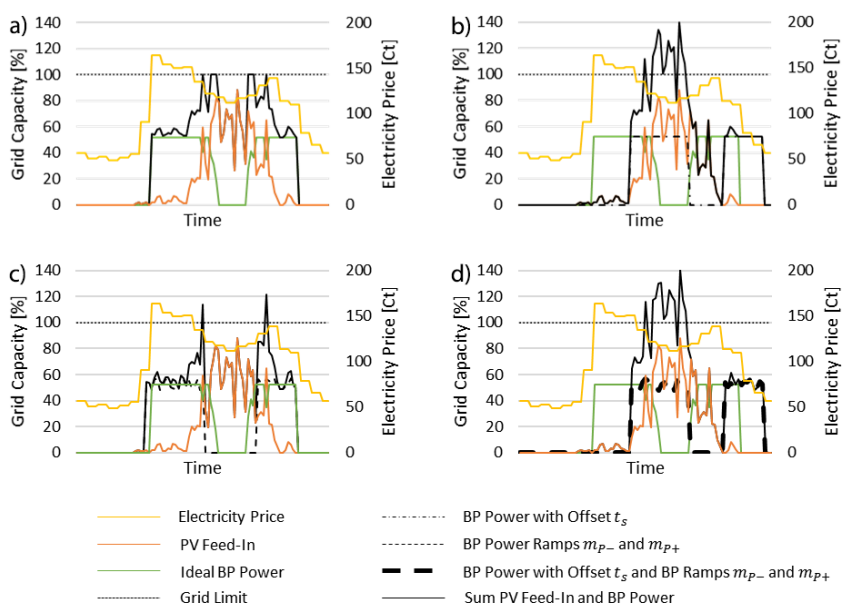 a)
Grid Capacity [%]
140
120
100
80
60
40
20
0
200
150
100
50
0
Electricity Price [Ct]
Time
b)
Grid Capacity [%]
140
120
100
80
60
40
20
0
200
150
100
50
0
Electricity Price [Ct]
Time
c)
Grid Capacity [%]
140
120
100
80
60
40
20
0
200
150
100
50
0
Electricity Price [Ct]
Time
d)
Grid Capacity [%]
140
120
100
80
60
40
20
0
200
150
100
50
0
Electricity Price [Ct]
Time
Electricity Price
PV Feed-In
Ideal BP Power
Grid Limit
BP Power with Offset t_s
BP Power Ramps m_{P−} and m_{P+}
BP Power with Offset t_s and BP Ramps m_{P−} and m_{P+}
Sum PV Feed-In and BP Power